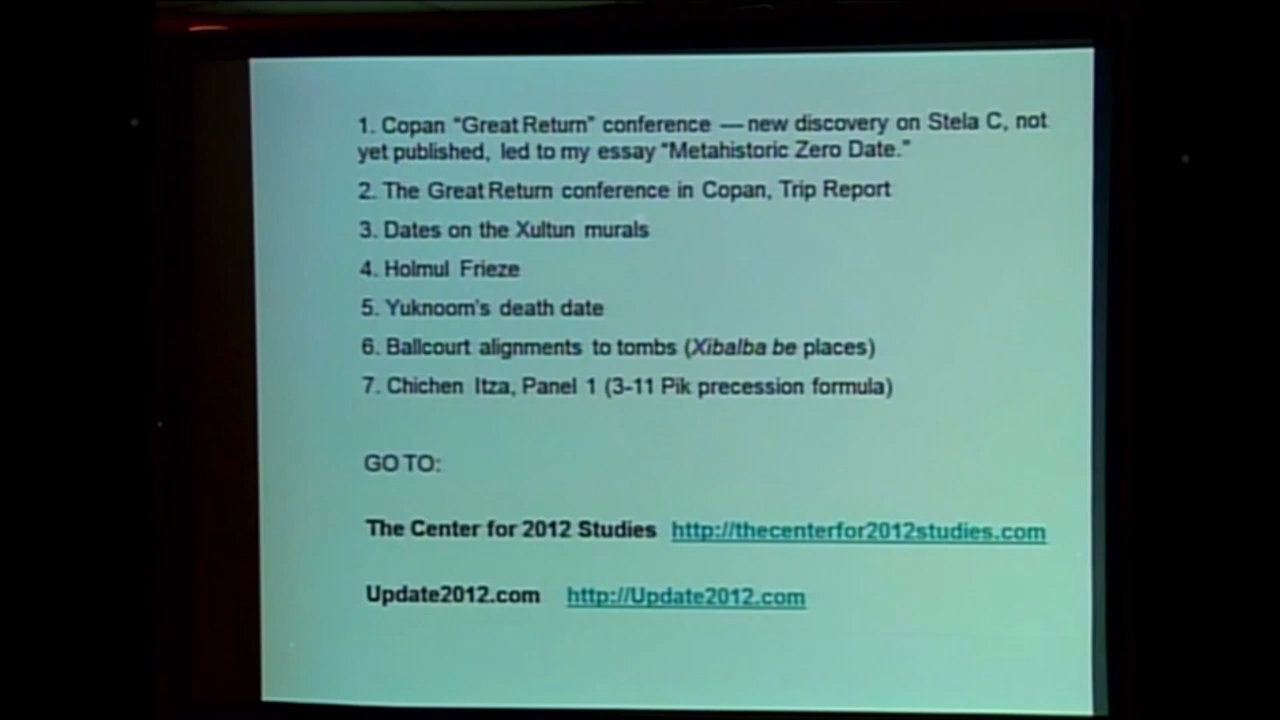 1. Copan “Great Return” conference — new discovery on Stela C, not
yet published, led to my essay “Metahistoric Zero Date.”
2. The Great Return conference in Copan, Trip Report
3. Dates on the Xultun murals
4. Holmul Frieze
5. Yuknoom's death date
6. Ballcourt alignments to tombs (Xibalba be places)
7. Chichen Itza, Panel 1 (3-11 Pik precession formula)
GO TO:
The Center for 2012 Studies http://thecenterfor2012studies.com
Update2012.com http://Update2012.com